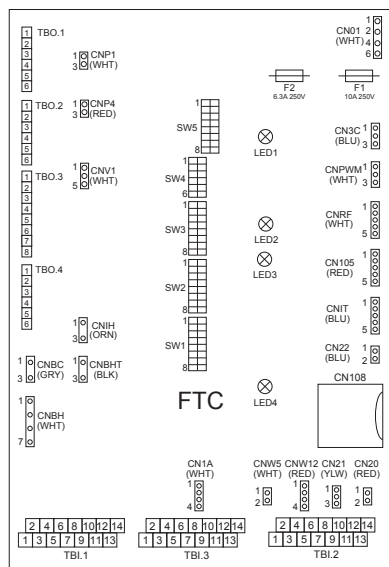 TBO.1
1
2
3
4
5
6
CNP1
(WHT)
1
3
CN01
(WHT)
1
2
4
6
F2
6.3A 250V
F1
10A 250V
TBO.2
1
2
3
4
5
6
CNP4
(RED)
1
3
SW5
1
8
LED1
CN3C
(BLU)
1
3
TBO.3
1
2
3
4
5
6
7
8
CNV1
(WHT)
1
5
SW4
1
6
CNPWM
(WHT)
1
3
SW3
1
8
LED2
CNRF
(WHT)
1
5
TBO.4
1
2
3
4
5
6
SW2
1
8
LED3
CN105
(RED)
1
5
CNIH
(ORN)
1
3
SW1
1
8
CNIT
(BLU)
1
5
CNBC
(GRY)
1
3
CNBHT
(BLK)
1
3
CN22
(BLU)
1
2
CNBH
(WHT)
1
7
FTC
LED4
CN108
CN1A
(WHT)
1
4
CNW5
(WHT)
1
2
CNW12
(RED)
1
4
CN21
(YLW)
1
3
CN20
(RED)
1
2
2 4 6 8 10 12 14
1 3 5 7 9 11 13
TBI.1
2 4 6 8 10 12 14
1 3 5 7 9 11 13
TBI.3
2 4 6 8 10 12 14
1 3 5 7 9 11 13
TBI.2